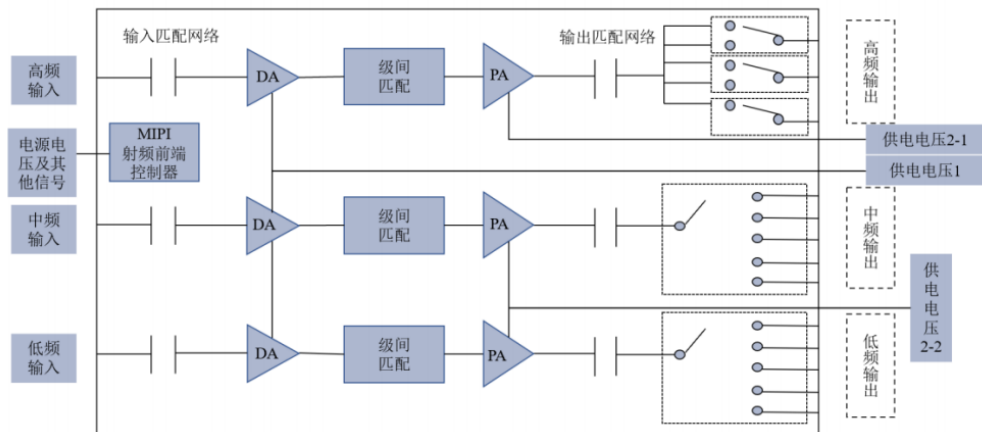 输入匹配网络
输出匹配网络
高频
输入
DA
级间
匹配
PA
高频输出
电源电
压及其
他信号
MIPI
射频前端
控制器
供电电压2-1
供电电压1
中频
输入
DA
级间
匹配
PA
中频输出
供电电压
2-2
低频
输入
DA
级间
匹配
PA
低频输出